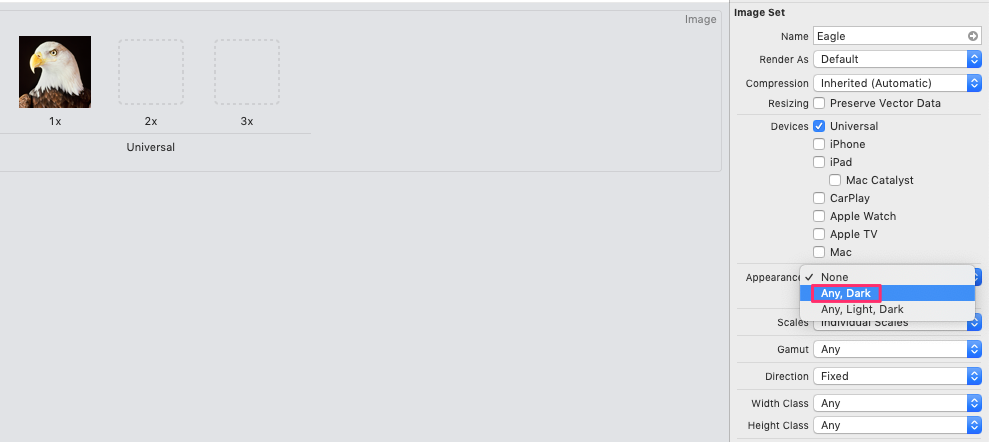 Image
1x 2x 3x
Universal
Image Set
Name Eagle
Render As Default
Compression Inherited (Automatic)
Resizing Preserve Vector Data
Devices Universal
iPhone
iPad
Mac Catalyst
CarPlay
Apple Watch
Apple TV
Mac
Appearance None
Any, Dark
Any, Light, Dark
Scales Individual Scales
Gamut Any
Direction Fixed
Width Class Any
Height Class Any